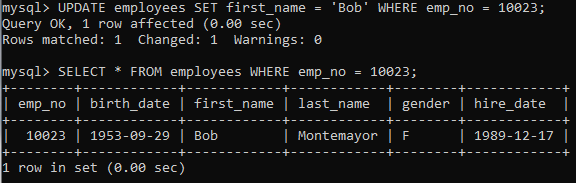 mysql> UPDATE employees SET first_name = 'Bob' WHERE emp_no = 10023;
Query OK, 1 row affected (0.00 sec)
Rows matched: 1  Changed: 1  Warnings: 0

mysql> SELECT * FROM employees WHERE emp_no = 10023;
+--------+------------+------------+------------+--------+------------+
| emp_no | birth_date | first_name | last_name  | gender | hire_date  |
+--------+------------+------------+------------+--------+------------+
|  10023 | 1953-09-29 | Bob        | Montemayor | F      | 1989-12-17 |
+--------+------------+------------+------------+--------+------------+
1 row in set (0.00 sec)